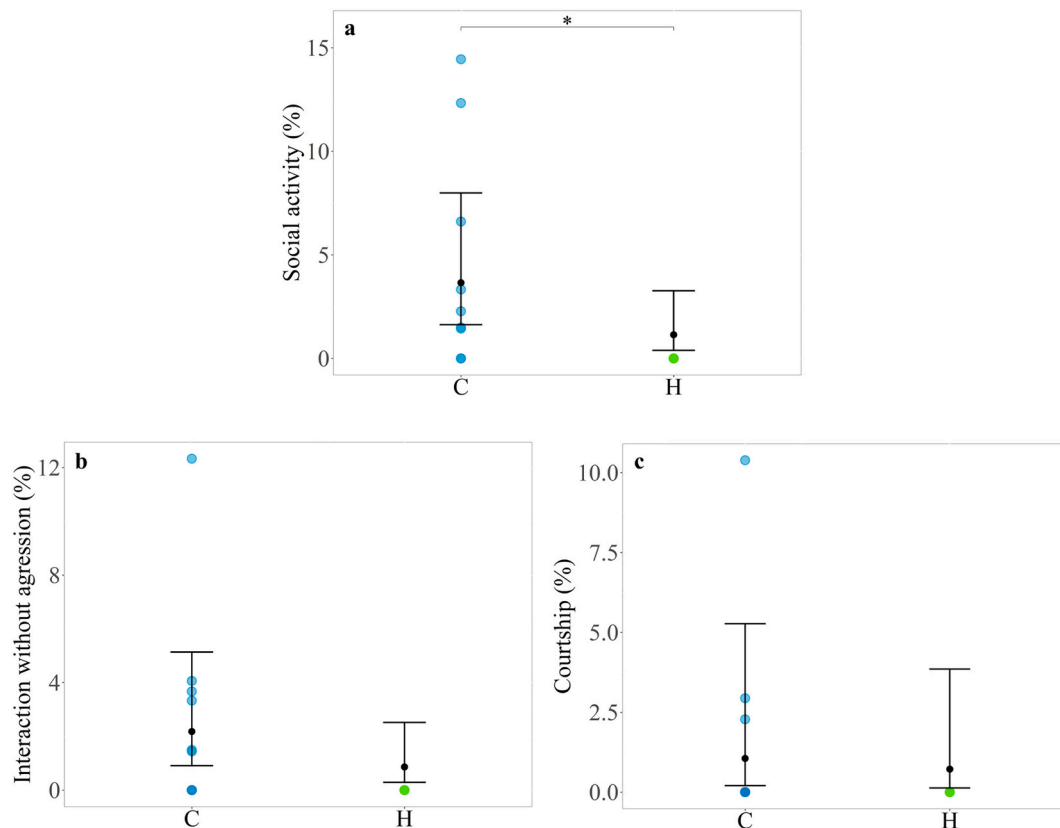 a
*
Social activity (%)
15
10
5
0
C
H
b
Interaction without agression (%)
12
8
4
0
C
H
c
Courtship (%)
10.0
7.5
5.0
2.5
0.0
C
H